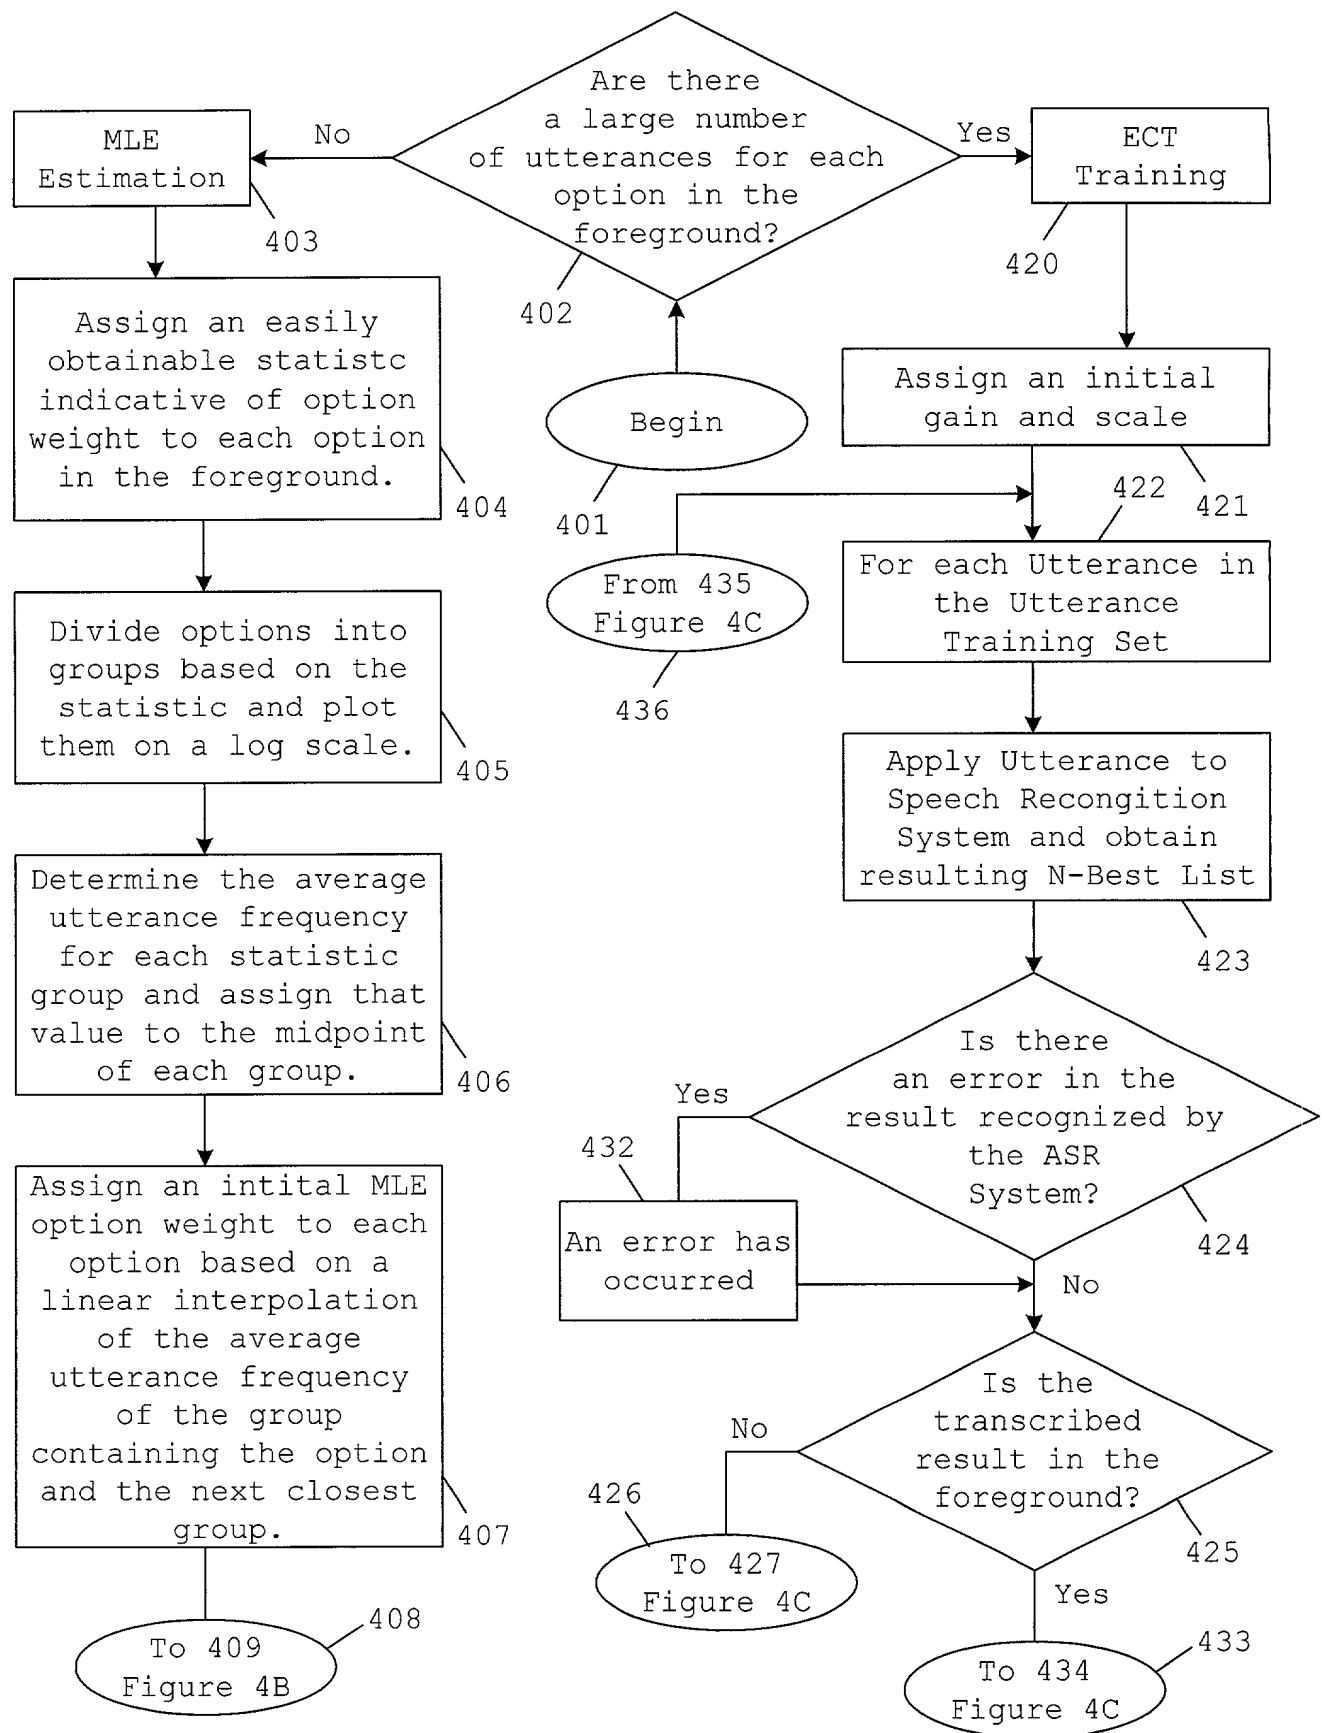 Are there
a large number
of utterances for each
option in the
foreground?
402
No
Yes
Begin
401
MLE
Estimation
403
Assign an easily
obtainable statistc
indicative of option
weight to each option
in the foreground.
404
Divide options into
groups based on the
statistic and plot
them on a log scale.
405
Determine the average
utterance frequency
for each statistic
group and assign that
value to the midpoint
of each group.
406
Assign an intital MLE
option weight to each
option based on a
linear interpolation
of the average
utterance frequency
of the group
containing the option
and the next closest
group.
407
To 409
Figure 4B
408
ECT
Training
420
Assign an initial
gain and scale
421
From 435
Figure 4C
436
422
For each Utterance in
the Utterance
Training Set
Apply Utterance to
Speech Recongition
System and obtain
resulting N-Best List
423
Is there
an error in the
result recognized by
the ASR
System?
424
Yes
432
An error has
occurred
No
Is the
transcribed
result in the
foreground?
425
No
426
To 427
Figure 4C
Yes
433
To 434
Figure 4C